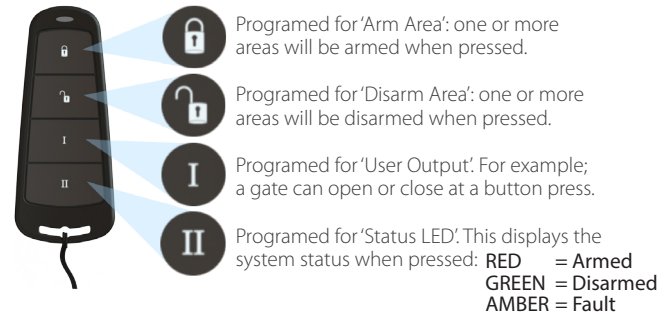 Programed for ‘Arm Area’: one or more
areas will be armed when pressed.
Programed for ‘Disarm Area’: one or more
areas will be disarmed when pressed.
I
I
Programed for ‘User Output’. For example;
a gate can open or close at a button press.
II
II
Programed for ‘Status LED’. This displays the
system status when pressed: RED = Armed
GREEN = Disarmed
AMBER = Fault